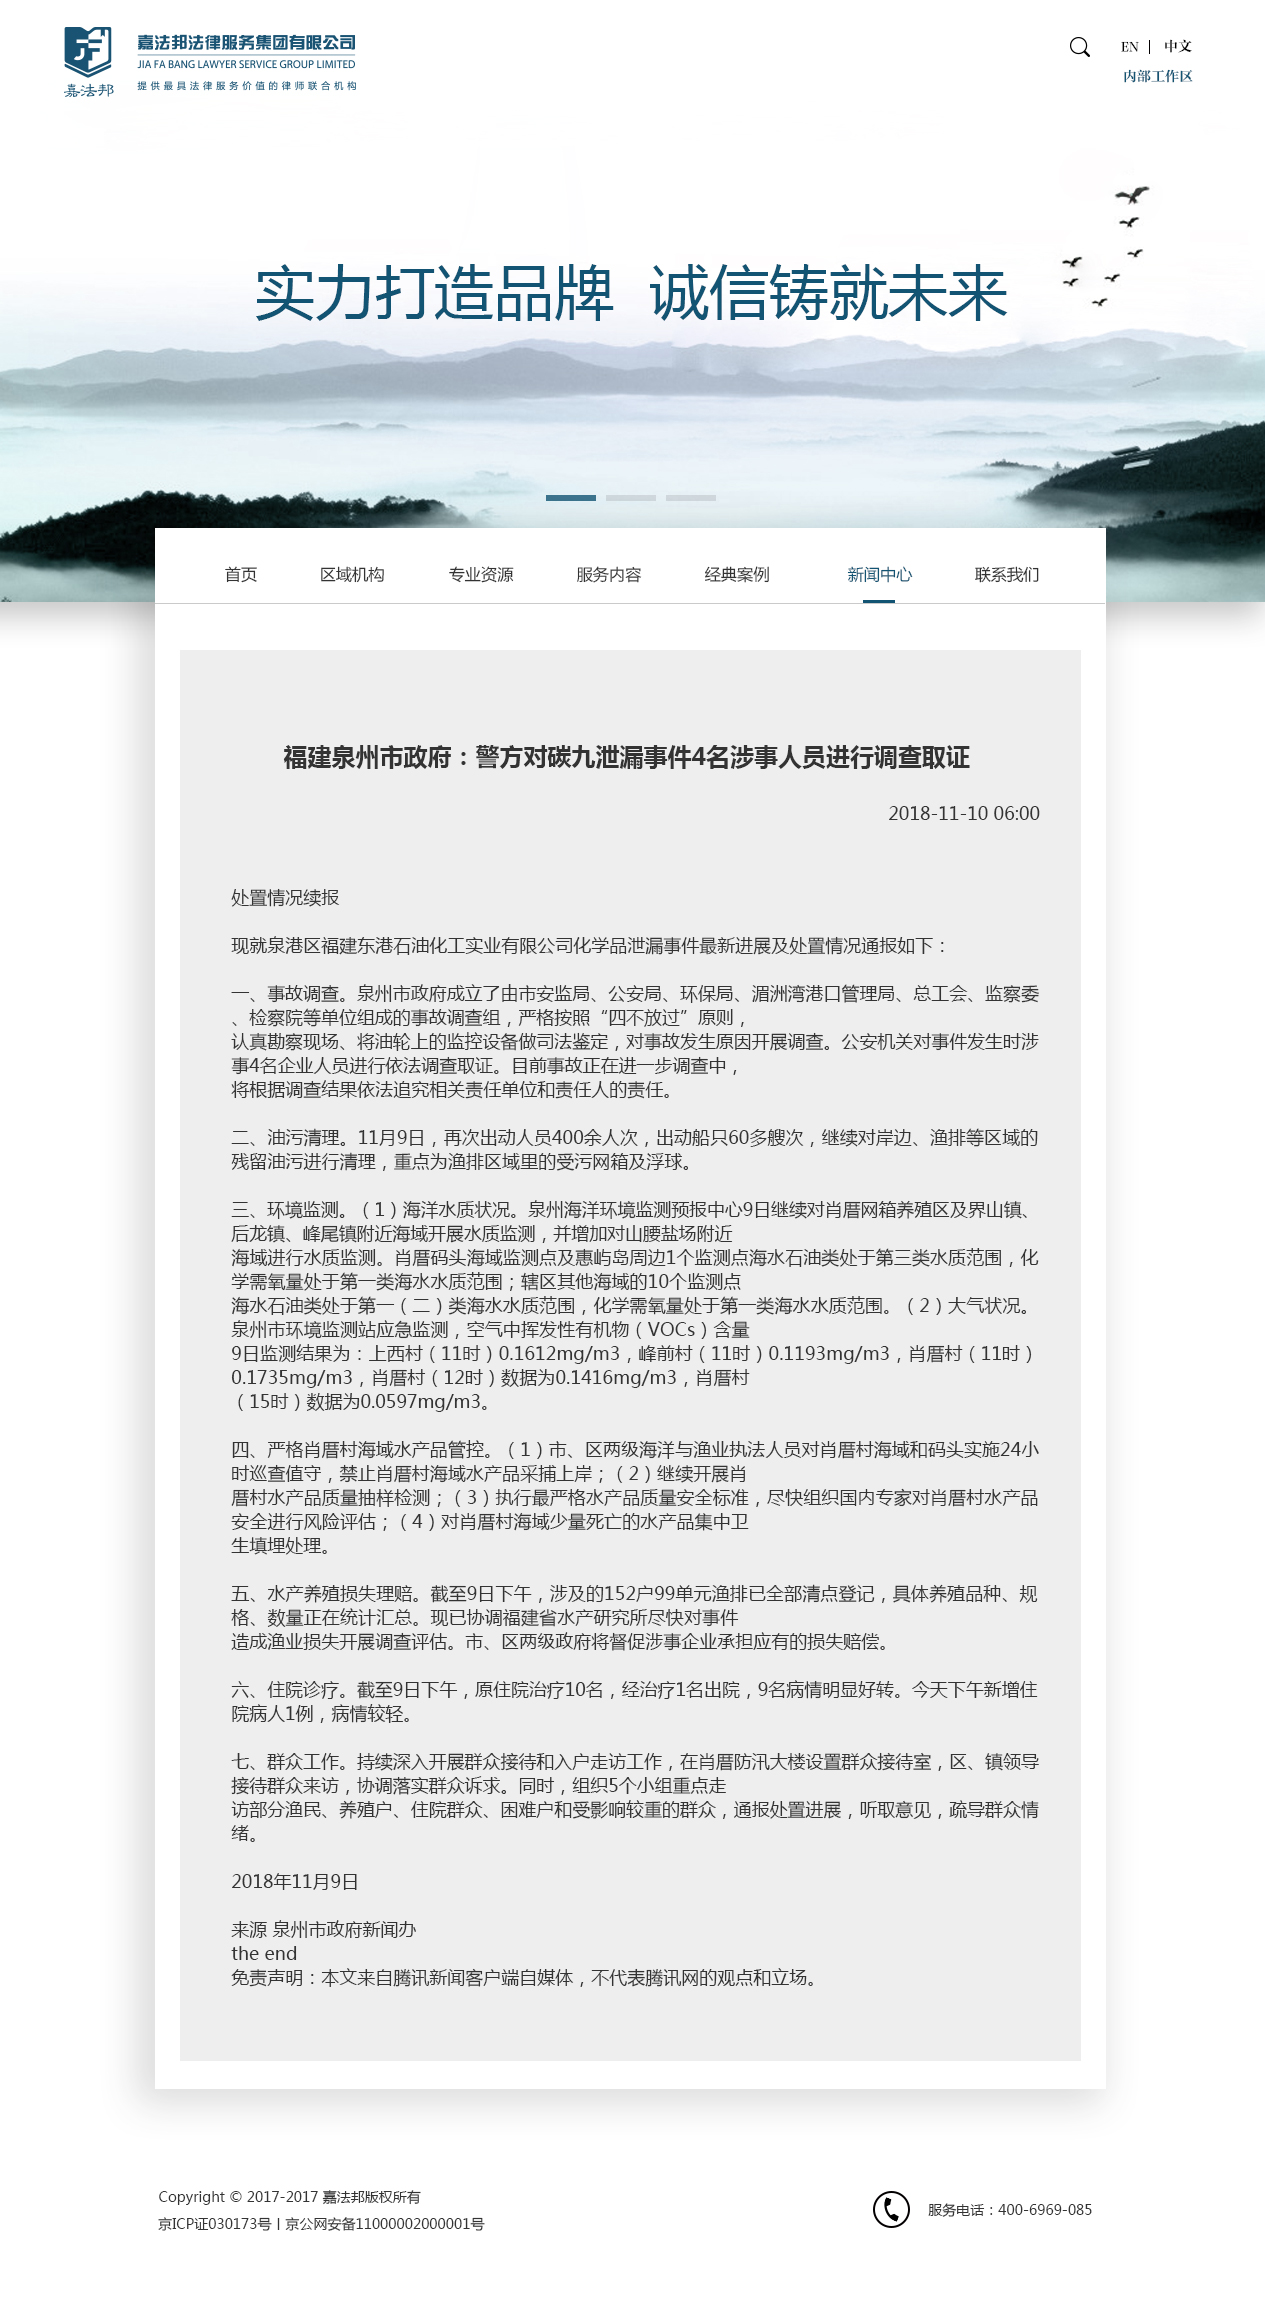 嘉法邦
嘉法邦法律服务集团有限公司
JIA FA BANG LAWYER SERVICE GROUP LIMITED
提供最具法律服务价值的律师联合机构
EN | 中文
内部工作区
实力打造品牌 诚信铸就未来
首页 区域机构 专业资源 服务内容 经典案例 新闻中心 联系我们
福建泉州市政府：警方对碳九泄漏事件4名涉事人员进行调查取证
2018-11-10 06:00
处置情况续报
现就泉港区福建东港石油化工实业有限公司化学品泄漏事件最新进展及处置情况通报如下：
一、事故调查。泉州市政府成立了由市安监局、公安局、环保局、湄洲湾港口管理局、总工会、监察委
、检察院等单位组成的事故调查组，严格按照“四不放过”原则，
认真勘察现场、将油轮上的监控设备做司法鉴定，对事故发生原因开展调查。公安机关对事件发生时涉
事4名企业人员进行依法调查取证。目前事故正在进一步调查中，
将根据调查结果依法追究相关责任单位和责任人的责任。
二、油污清理。11月9日，再次出动人员400余人次，出动船只60多艘次，继续对岸边、渔排等区域的
残留油污进行清理，重点为渔排区域里的受污网箱及浮球。
三、环境监测。（1）海洋水质状况。泉州海洋环境监测预报中心9日继续对肖厝网箱养殖区及界山镇、
后龙镇、峰尾镇附近海域开展水质监测，并增加对山腰盐场附近
海域进行水质监测。肖厝码头海域监测点及惠屿岛周边1个监测点海水石油类处于第三类水质范围，化
学需氧量处于第一类海水水质范围；辖区其他海域的10个监测点
海水石油类处于第一（二）类海水水质范围，化学需氧量处于第一类海水水质范围。（2）大气状况。
泉州市环境监测站应急监测，空气中挥发性有机物（VOCs）含量
9日监测结果为：上西村（11时）0.1612mg/m3，峰前村（11时）0.1193mg/m3，肖厝村（11时）
0.1735mg/m3，肖厝村（12时）数据为0.1416mg/m3，肖厝村
（15时）数据为0.0597mg/m3。
四、严格肖厝村海域水产品管控。（1）市、区两级海洋与渔业执法人员对肖厝村海域和码头实施24小
时巡查值守，禁止肖厝村海域水产品采捕上岸；（2）继续开展肖
厝村水产品质量抽样检测；（3）执行最严格水产品质量安全标准，尽快组织国内专家对肖厝村水产品
安全进行风险评估；（4）对肖厝村海域少量死亡的水产品集中卫
生填埋处理。
五、水产养殖损失理赔。截至9日下午，涉及的152户99单元渔排已全部清点登记，具体养殖品种、规
格、数量正在统计汇总。现已协调福建省水产研究所尽快对事件
造成渔业损失开展调查评估。市、区两级政府将督促涉事企业承担应有的损失赔偿。
六、住院诊疗。截至9日下午，原住院治疗10名，经治疗1名出院，9名病情明显好转。今天下午新增住
院病人1例，病情较轻。
七、群众工作。持续深入开展群众接待和入户走访工作，在肖厝防汛大楼设置群众接待室，区、镇领导
接待群众来访，协调落实群众诉求。同时，组织5个小组重点走
访部分渔民、养殖户、住院群众、困难户和受影响较重的群众，通报处置进展，听取意见，疏导群众情
绪。
2018年11月9日
来源 泉州市政府新闻办
the end
免责声明：本文来自腾讯新闻客户端自媒体，不代表腾讯网的观点和立场。
Copyright © 2017-2017 嘉法邦版权所有
京ICP证030173号 | 京公网安备11000002000001号
服务电话：400-6969-085